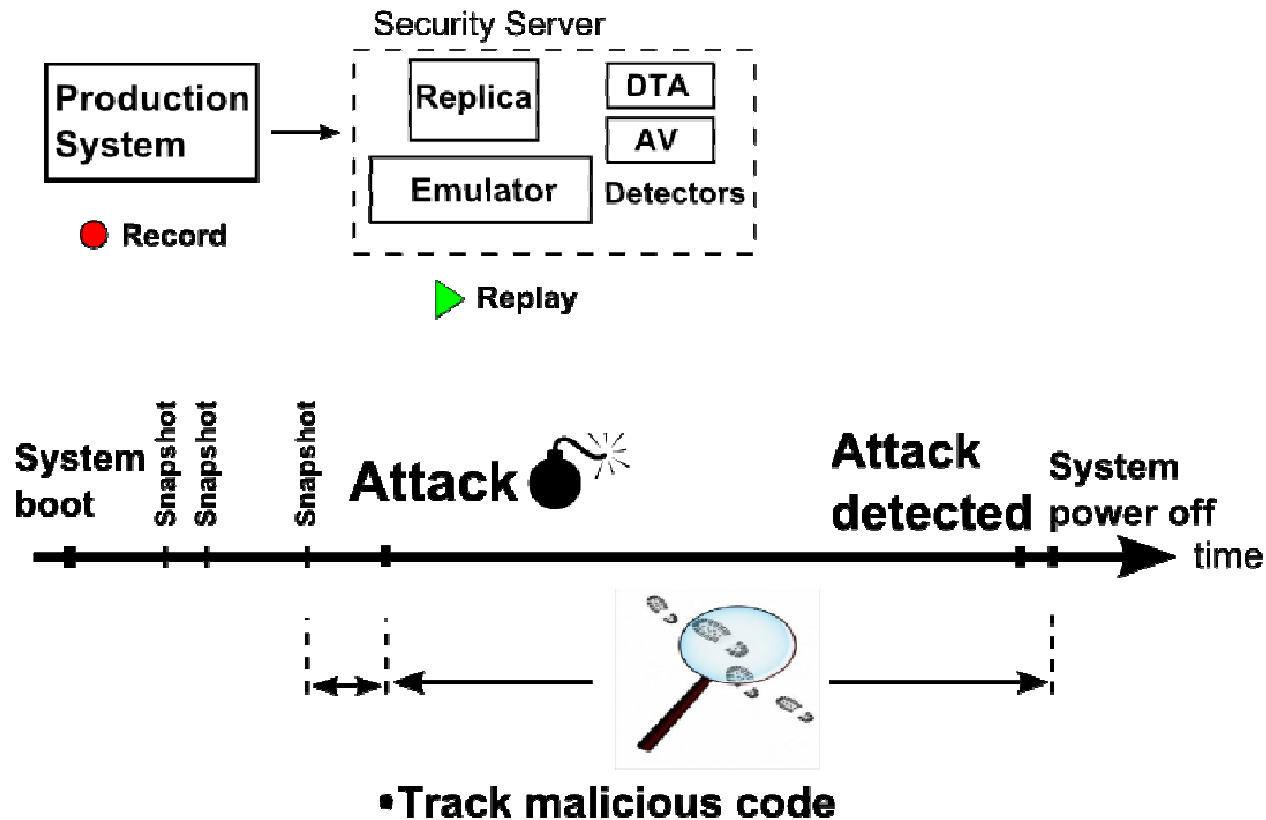 Security Server
Production
System
Replica
DTA
AV
Emulator
Detectors
Record
Replay
System
boot
Snapshot
Snapshot
Snapshot
Attack
Attack
detected
System
power off
time
•Track malicious code